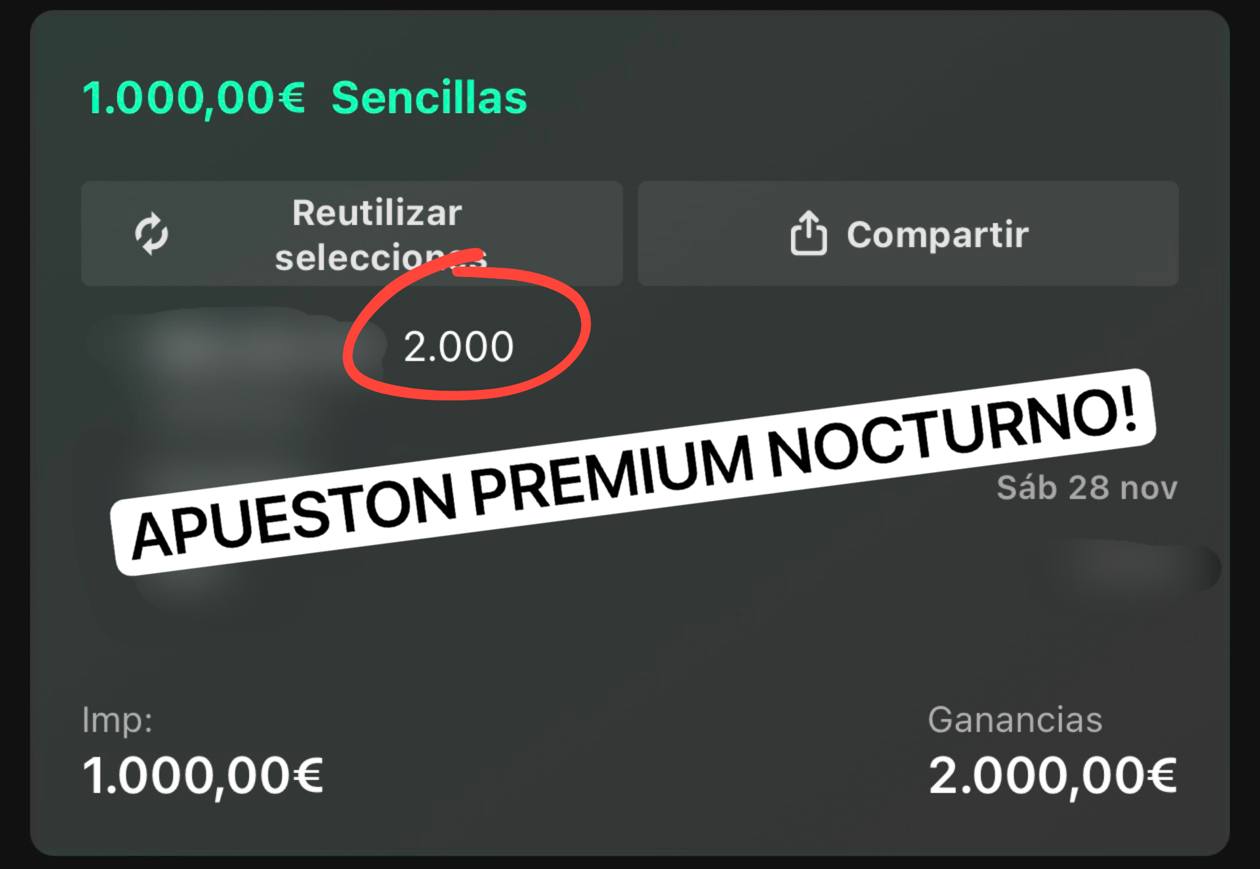 1.000,00€ Sencillas
Reutilizar
selecciones
Compartir
2.000
APUESTON PREMIUM NOCTURNO!
Sáb 28 nov
Imp:
1.000,00€
Ganancias
2.000,00€